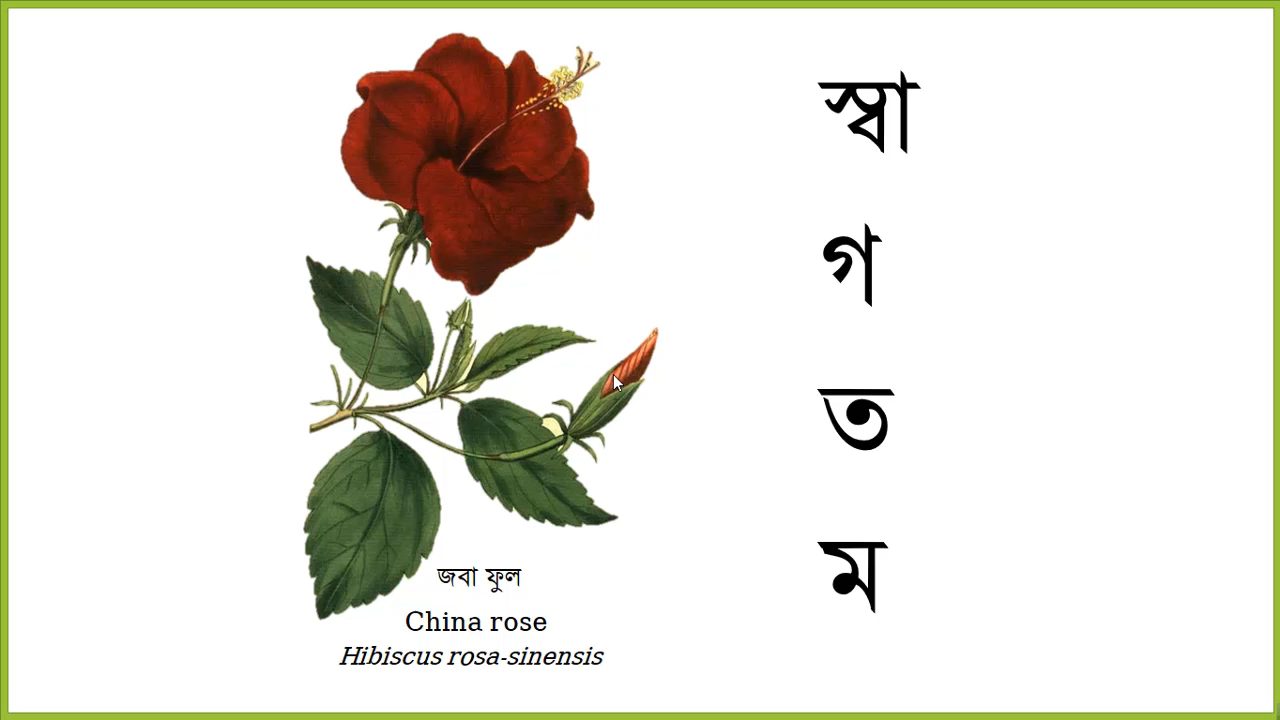 স্বা
গ
ত
ম
জবা ফুল
China rose
Hibiscus rosa-sinensis